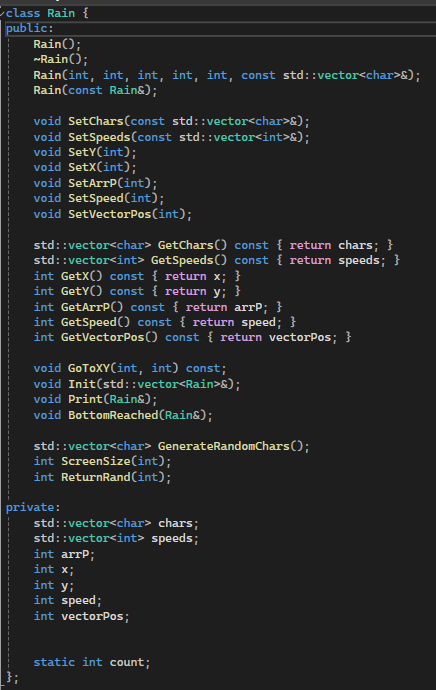 class Rain {
public:
Rain();
~Rain();
Rain(int, int, int, int, int, const std::vector<char>&);
Rain(const Rain&);
void SetChars(const std::vector<char>&);
void SetSpeeds(const std::vector<int>&);
void SetY(int);
void SetX(int);
void SetArrP(int);
void SetSpeed(int);
void SetVectorPos(int);
std::vector<char> GetChars() const { return chars; }
std::vector<int> GetSpeeds() const { return speeds; }
int GetX() const { return x; }
int GetY() const { return y; }
int GetArrP() const { return arrP; }
int GetSpeed() const { return speed; }
int GetVectorPos() const { return vectorPos; }
void GoToXY(int, int) const;
void Init(std::vector<Rain>&);
void Print(Rain&);
void BottomReached(Rain&);
std::vector<char> GenerateRandomChars();
int ScreenSize(int);
int ReturnRand(int);
private:
std::vector<char> chars;
std::vector<int> speeds;
int arrP;
int x;
int y;
int speed;
int vectorPos;
static int count;
};